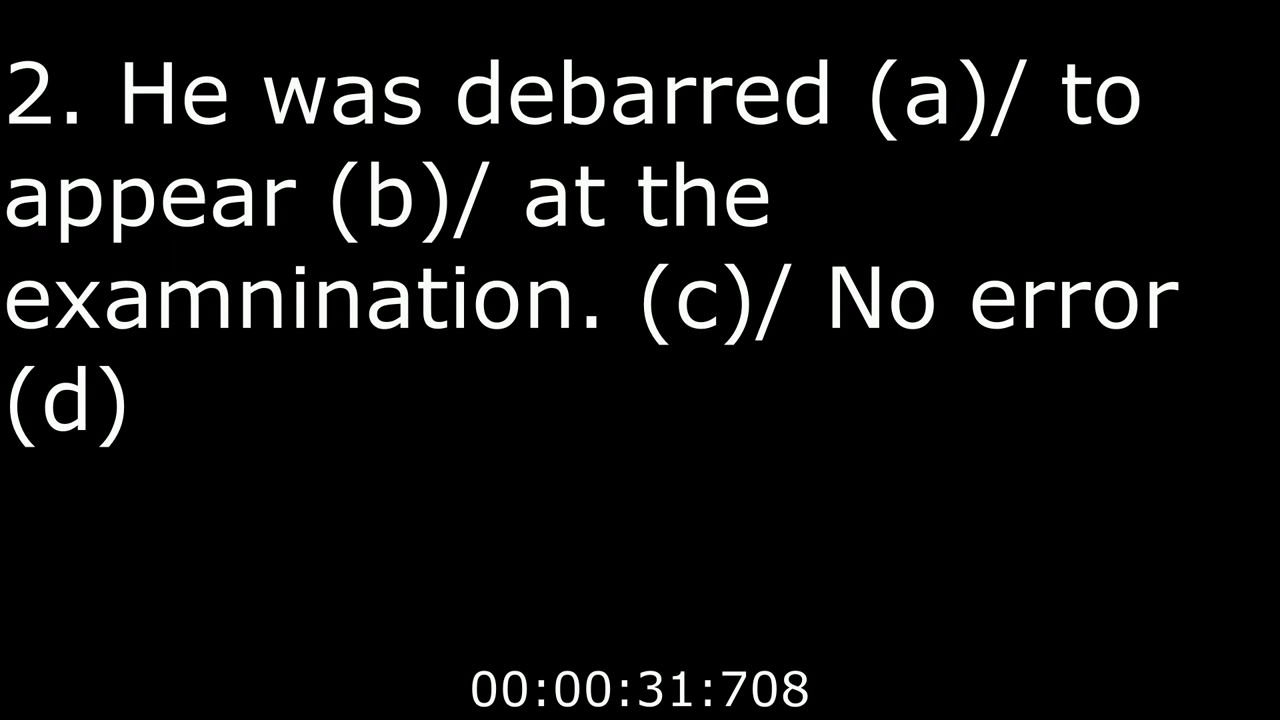 2. He was debarred (a)/ to
appear (b)/ at the
examnination. (c)/ No error
(d)
00:00:31:708